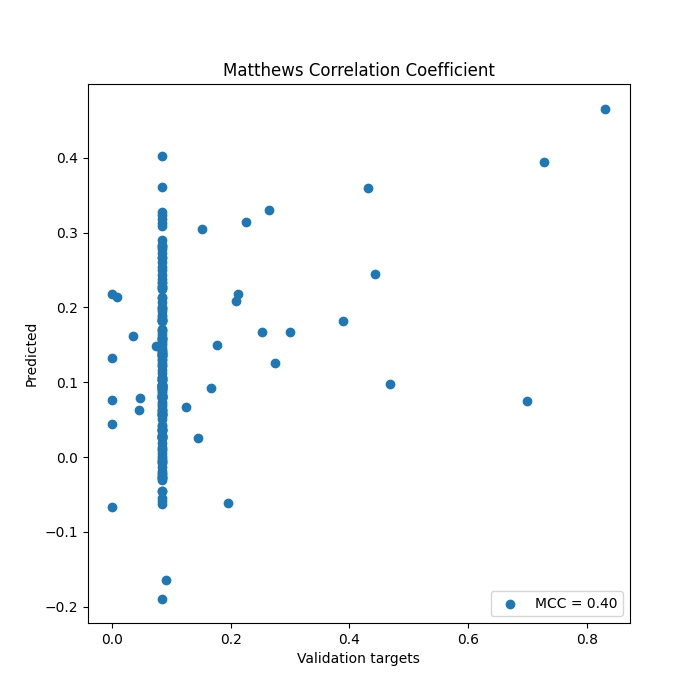 Matthews Correlation Coefficient
Predicted
0.4
0.3
0.2
0.1
0.0
−0.1
−0.2
MCC = 0.40
0.0 0.2 0.4 0.6 0.8
Validation targets